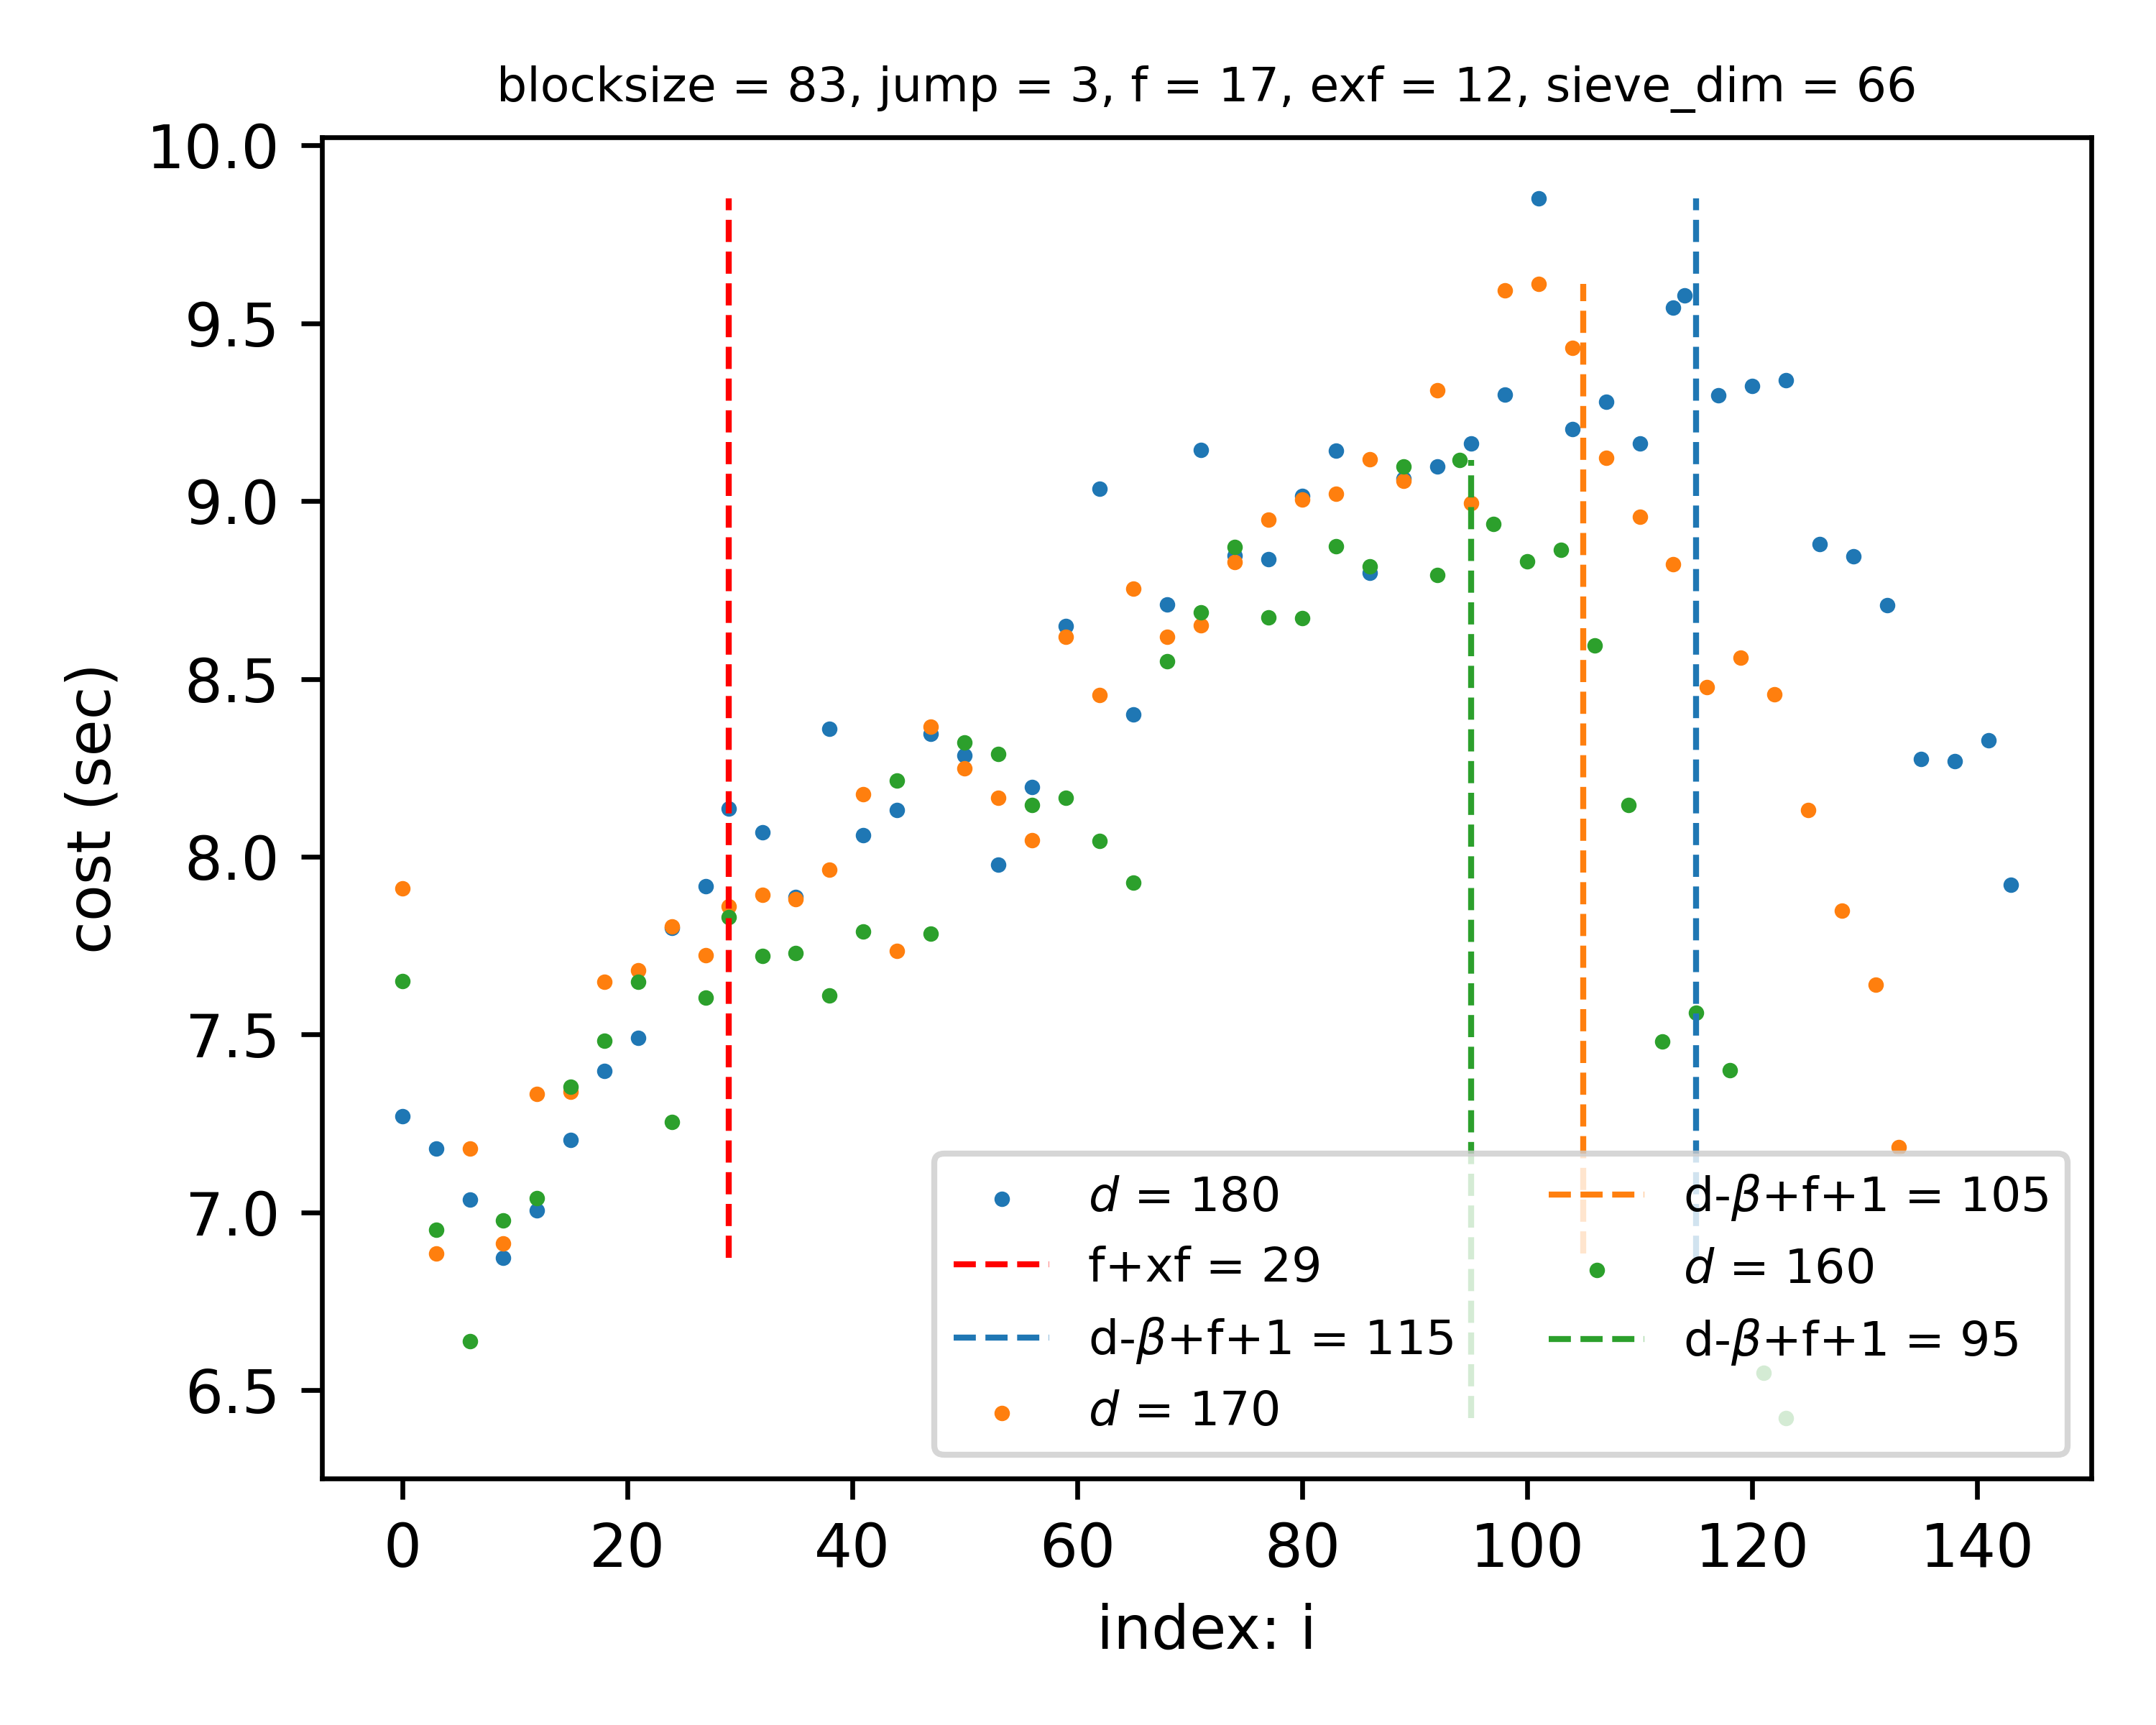 blocksize = 83, jump = 3, f = 17, exf = 12, sieve_dim = 66
cost (sec)
10.0
9.5
9.0
8.5
8.0
7.5
7.0
6.5
d = 180
f+xf = 29
d-β+f+1 = 115
d = 170
d-β+f+1 = 105
d = 160
d-β+f+1 = 95
0 20 40 60 80 100 120 140
index: i